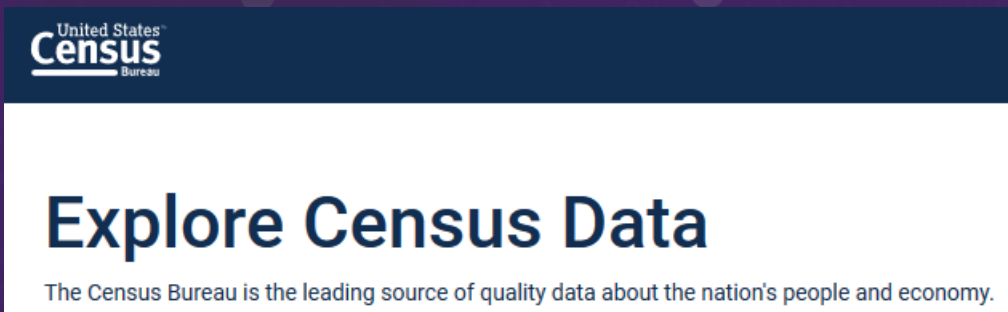 United States™
Census
Bureau
Explore Census Data
The Census Bureau is the leading source of quality data about the nation's people and economy.